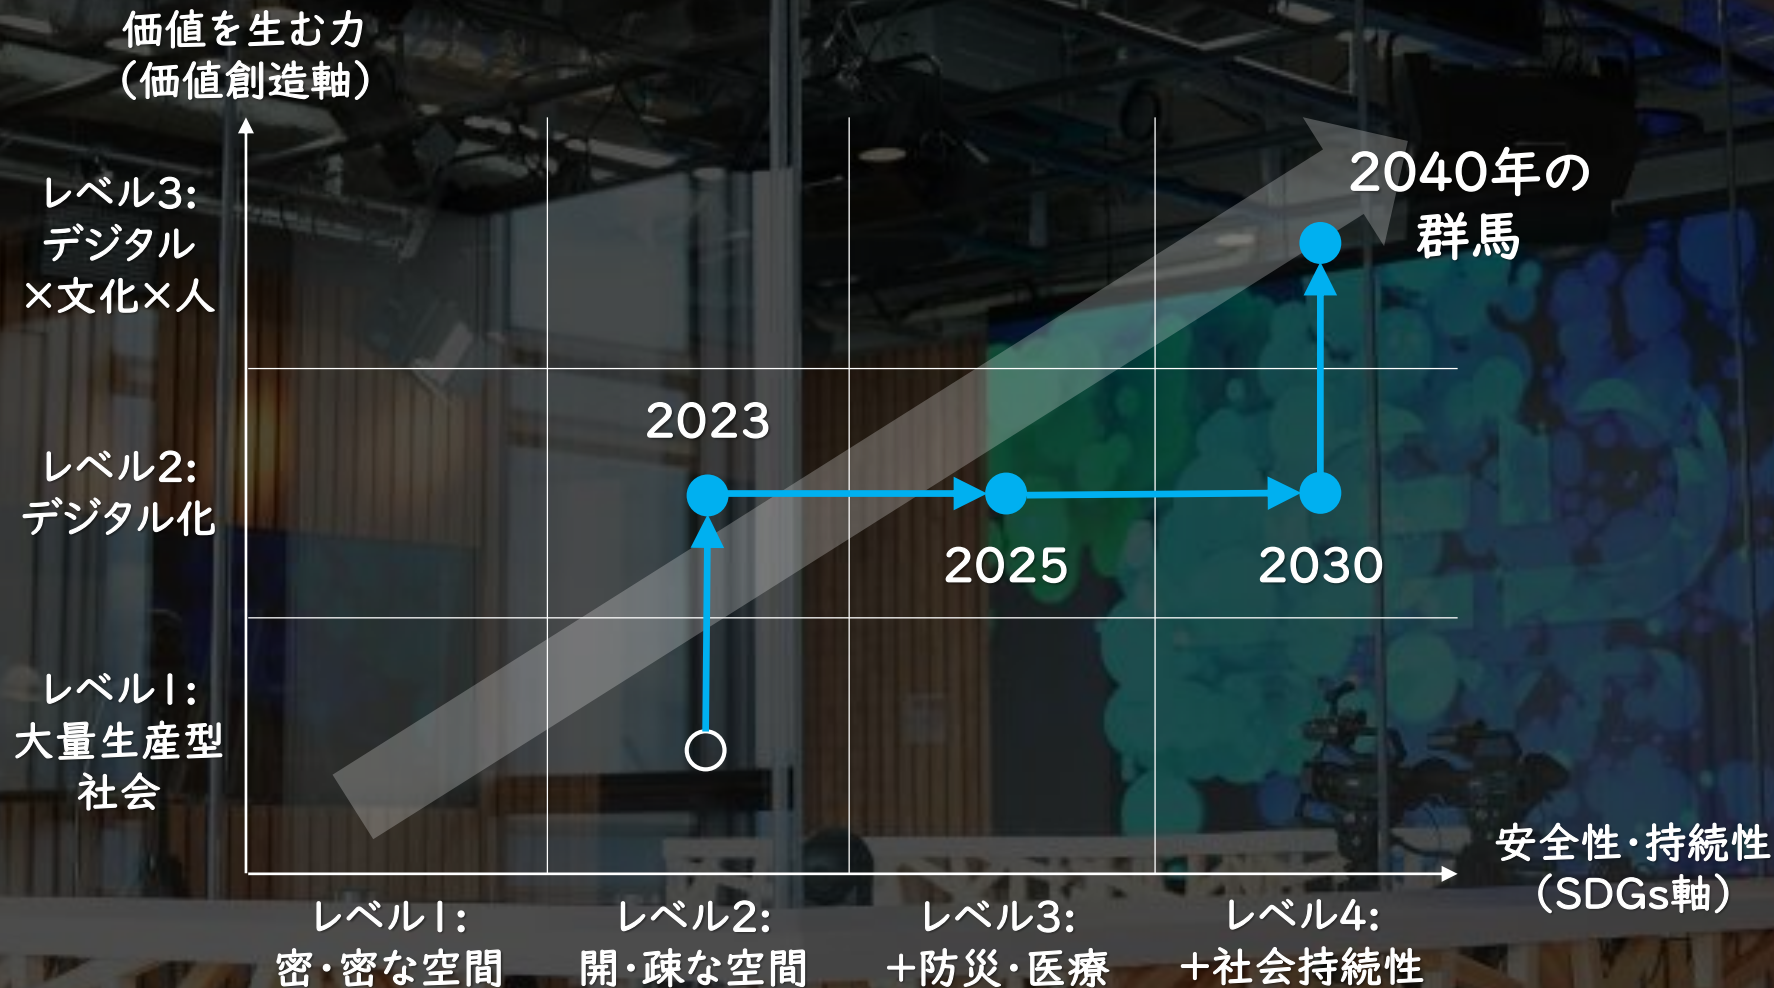 価値を生む力
（価値創造軸）
レベル3:
デジタル
×文化×人
2040年の
群馬
2023
レベル2:
デジタル化
2025
2030
レベル1:
大量生産型
社会
安全性・持続性
（SDGs軸）
レベル1:
密・密な空間
レベル2:
開・疎な空間
レベル3:
+防災・医療
レベル4:
+社会持続性